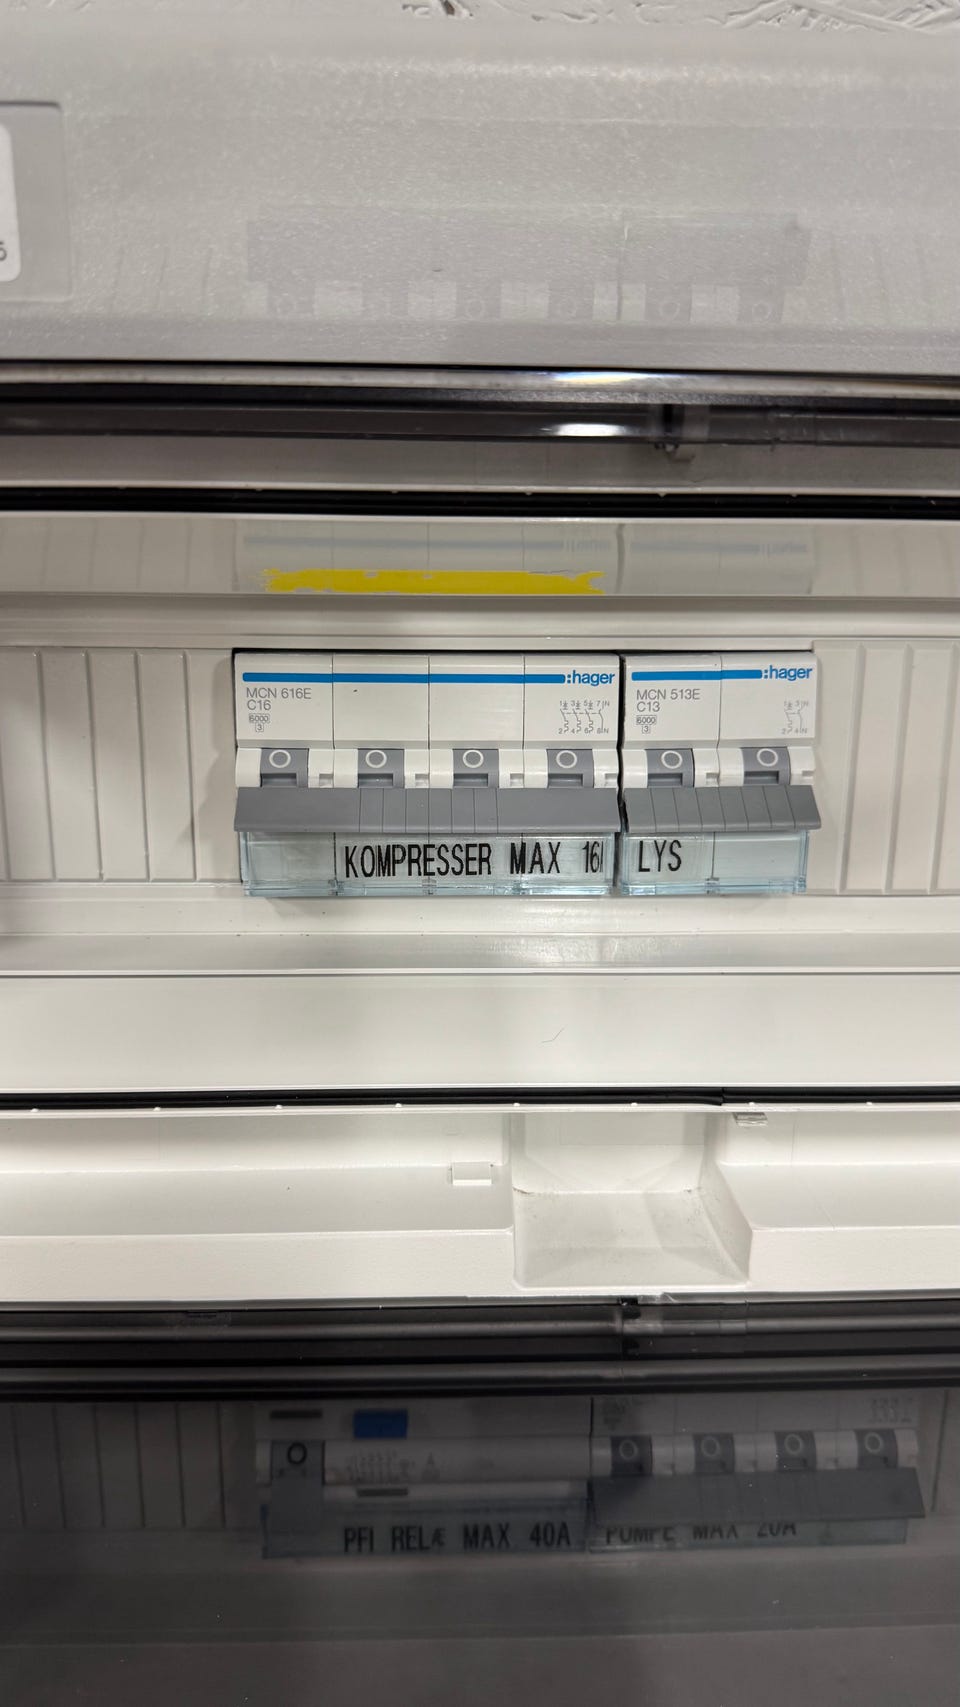 :hager
MCN 616E
C16
6000
3
:hager
MCN 513E
C13
6000
3
KOMPRESSER MAX 16
LYS
PFI RELÆ MAX 40A
PUMPE MAX 20A